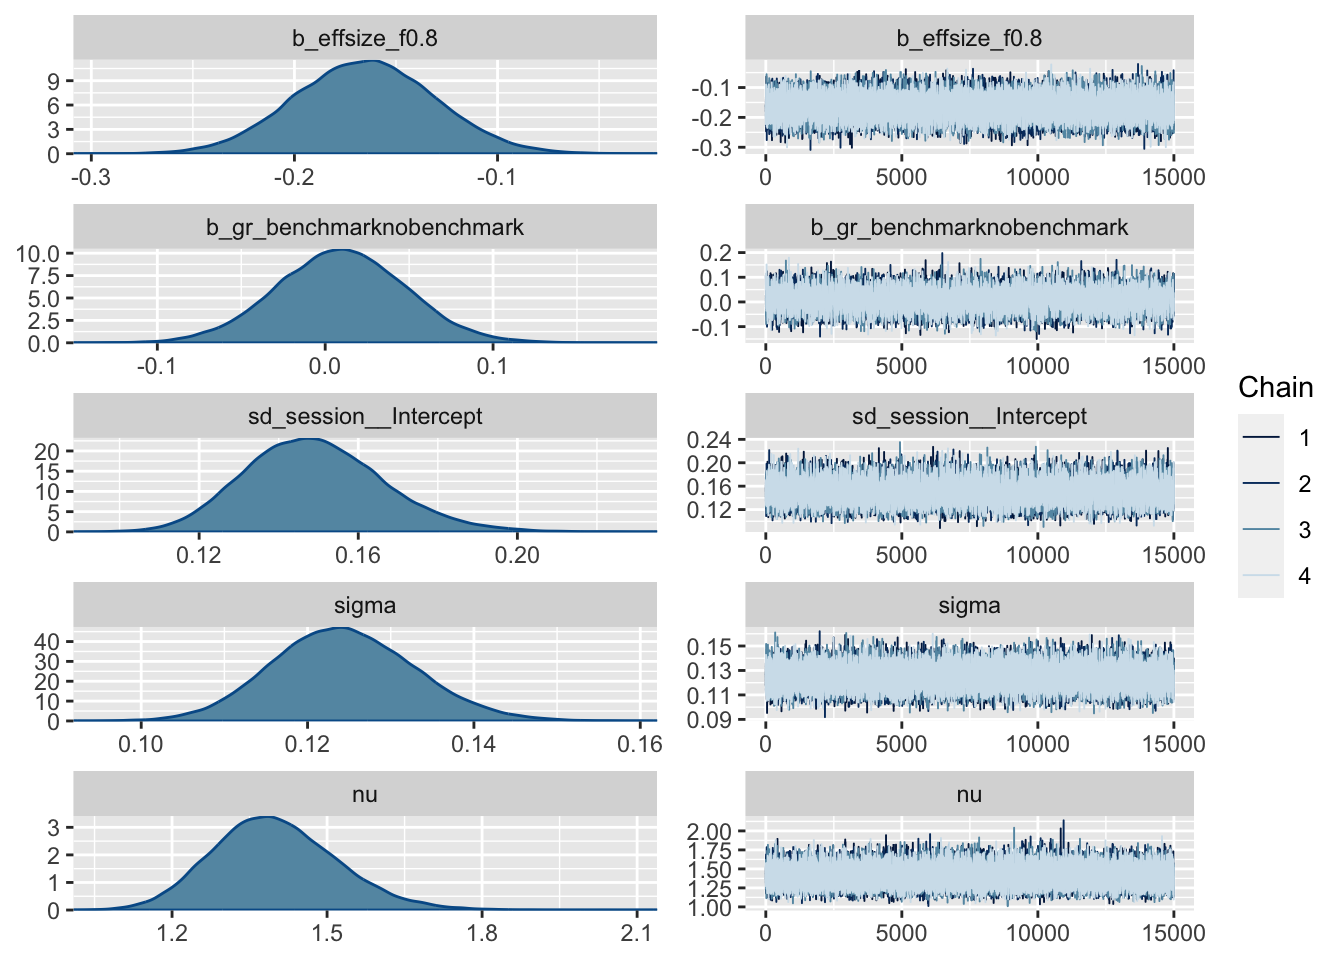 b_effsize_f0.8
9
6
3
0
-0.3 -0.2 -0.1
b_effsize_f0.8
-0.1
-0.2
-0.3
0 5000 10000 15000
b_gr_benchmarknobenchmark
10.0
7.5
5.0
2.5
0.0
-0.1 0.0 0.1
b_gr_benchmarknobenchmark
0.2
0.1
0.0
-0.1
0 5000 10000 15000
sd_session__Intercept
20
15
10
5
0
0.12 0.16 0.20
sd_session__Intercept
0.24
0.20
0.16
0.12
0 5000 10000 15000
sigma
40
30
20
10
0
0.10 0.12 0.14 0.16
sigma
0.15
0.13
0.11
0.09
0 5000 10000 15000
nu
3
2
1
0
1.2 1.5 1.8 2.1
nu
2.00
1.75
1.50
1.25
1.00
0 5000 10000 15000
Chain
1
2
3
4